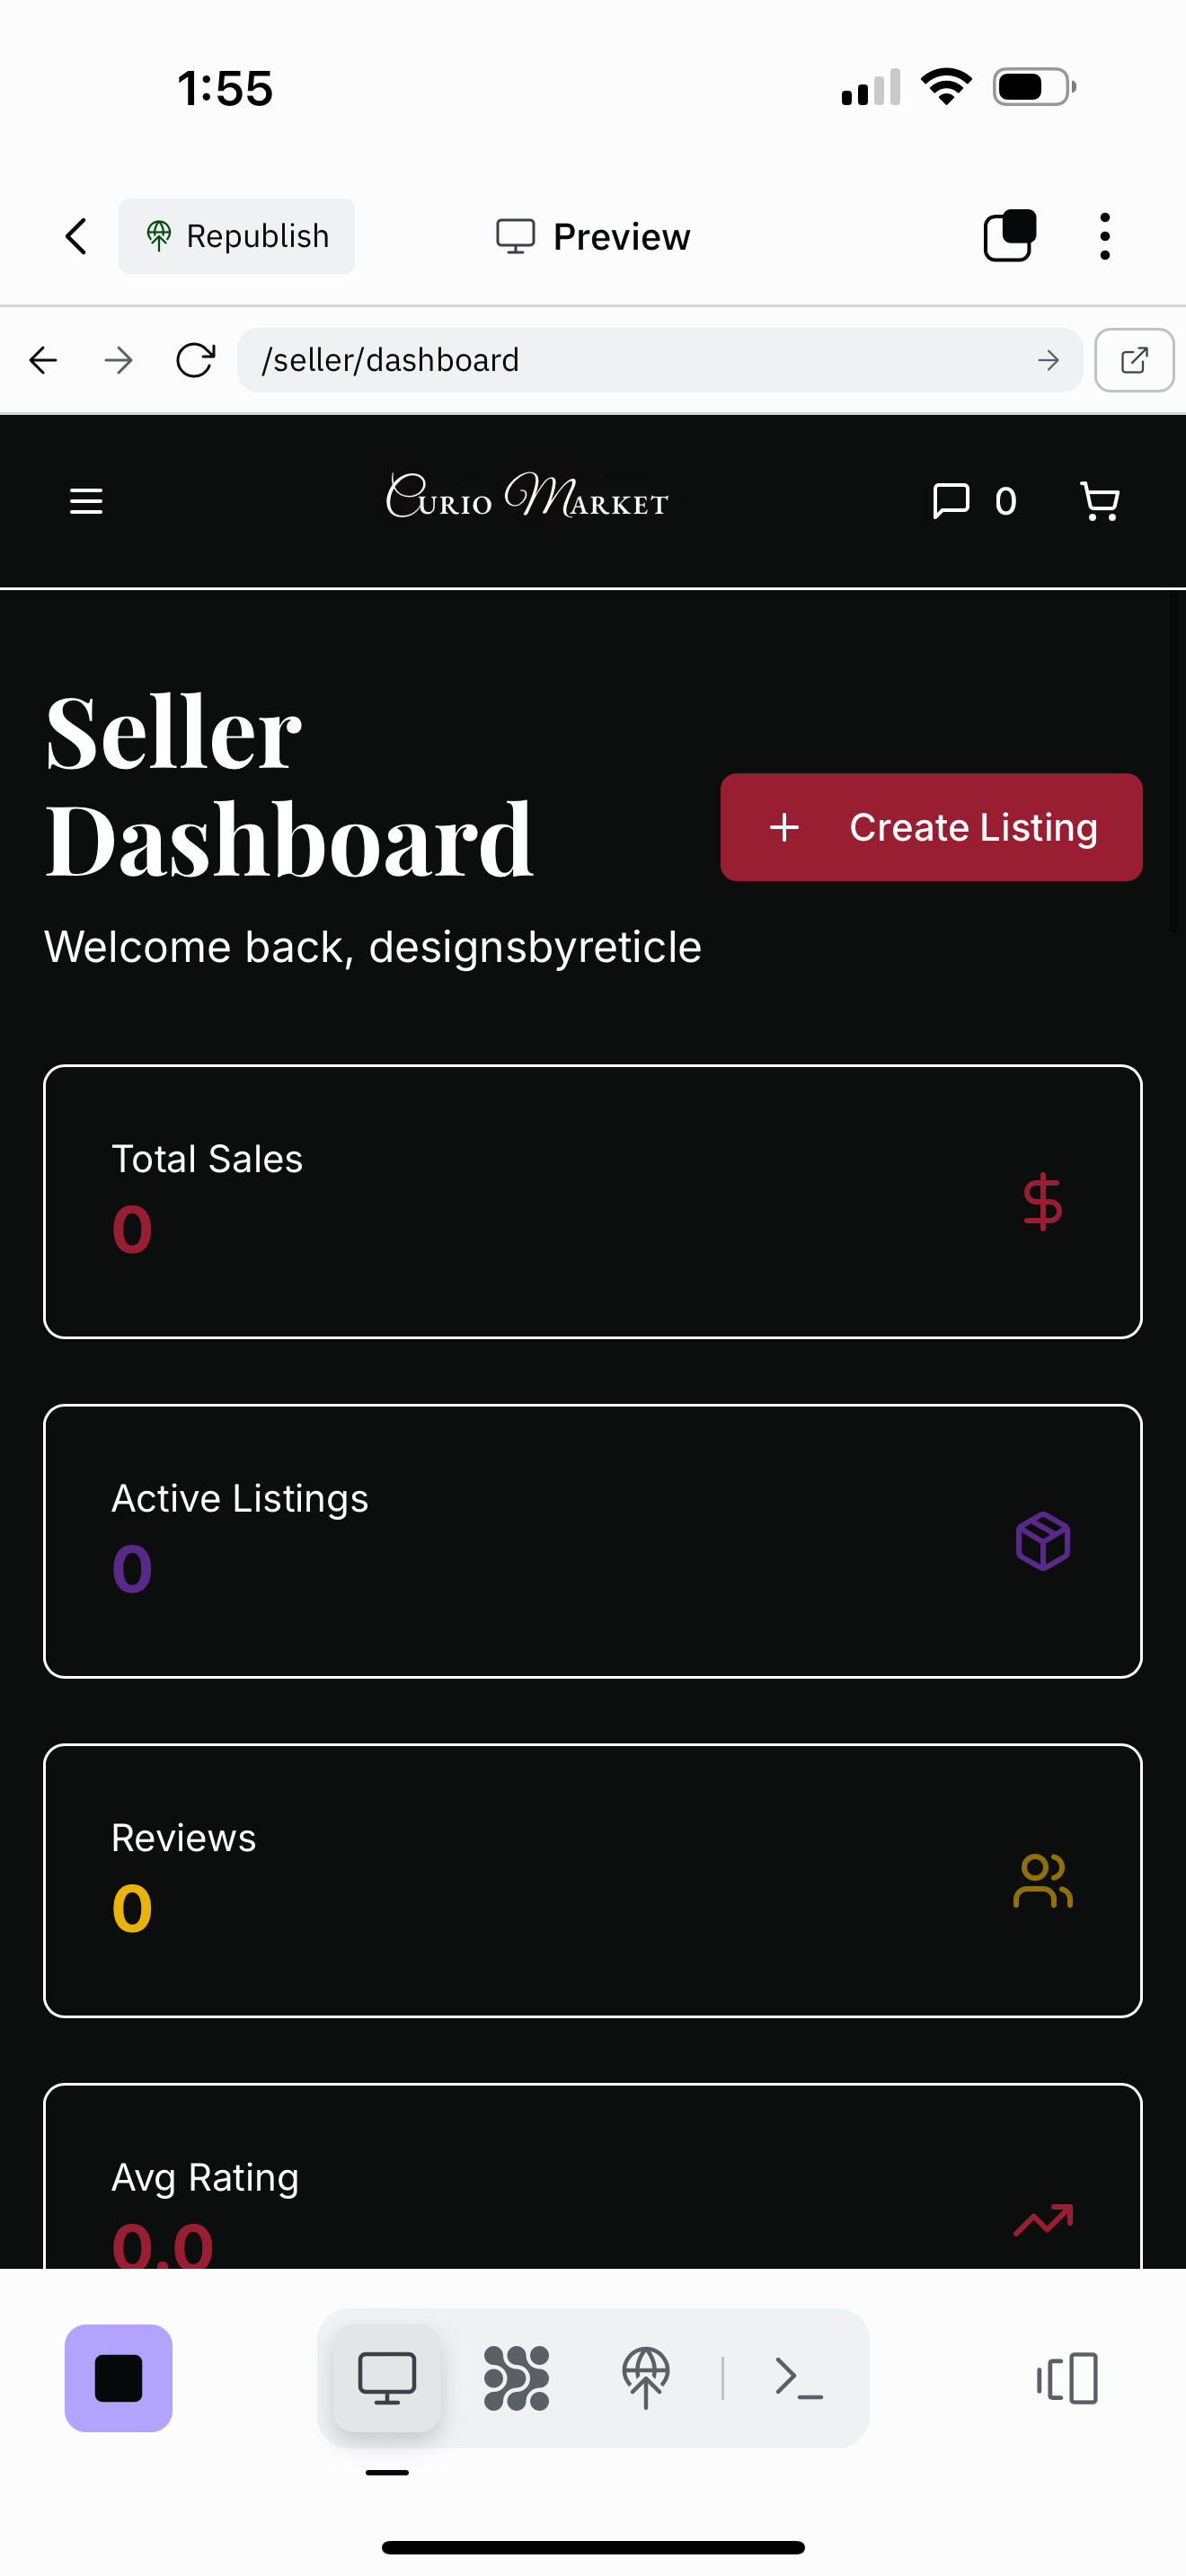 1:55
Republish
Preview
/seller/dashboard
Curio Market
0
Seller
Dashboard
Create Listing
Welcome back, designsbyreticle
Total Sales
0
Active Listings
0
Reviews
0
Avg Rating
0.0